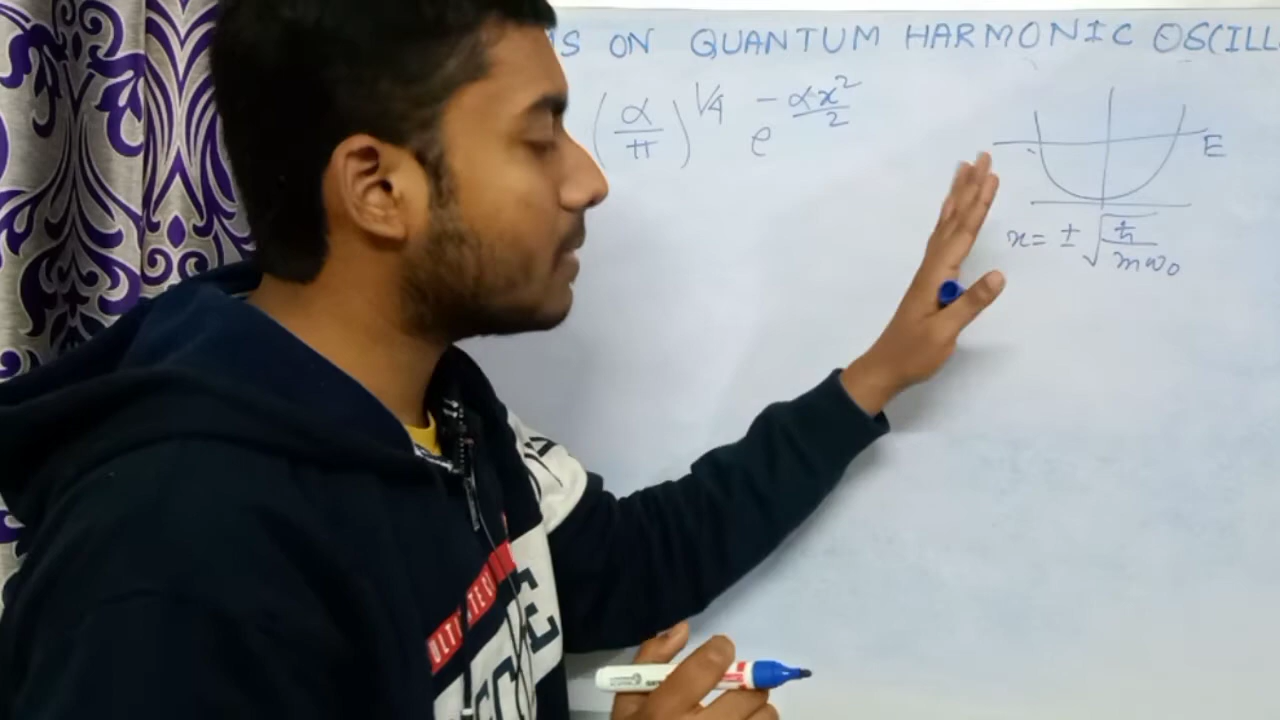 S ON QUANTUM HARMONIC OSCILL
(α/π)^1/4 e^-αx²/2
E
x= ± √ħ/mω₀